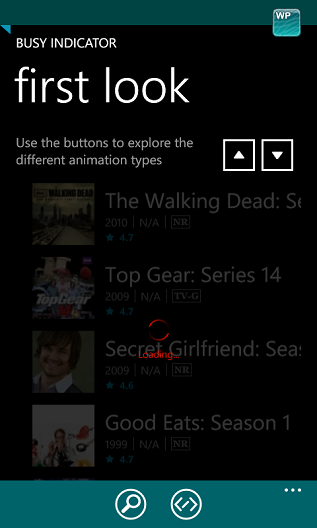 WP
BUSY INDICATOR
first look
Use the buttons to explore the
different animation types
The Walking Dead: Se
2010 | N/A | NR
4.7
Top Gear: Series 14
2009 | N/A | TV-G
4.7
Secret Girlfriend: Seas
Loading...
2009 | N/A | NR
4.6
Good Eats: Season 1
1999 | N/A | NR
4.7
WALKING DEAD
TopGear